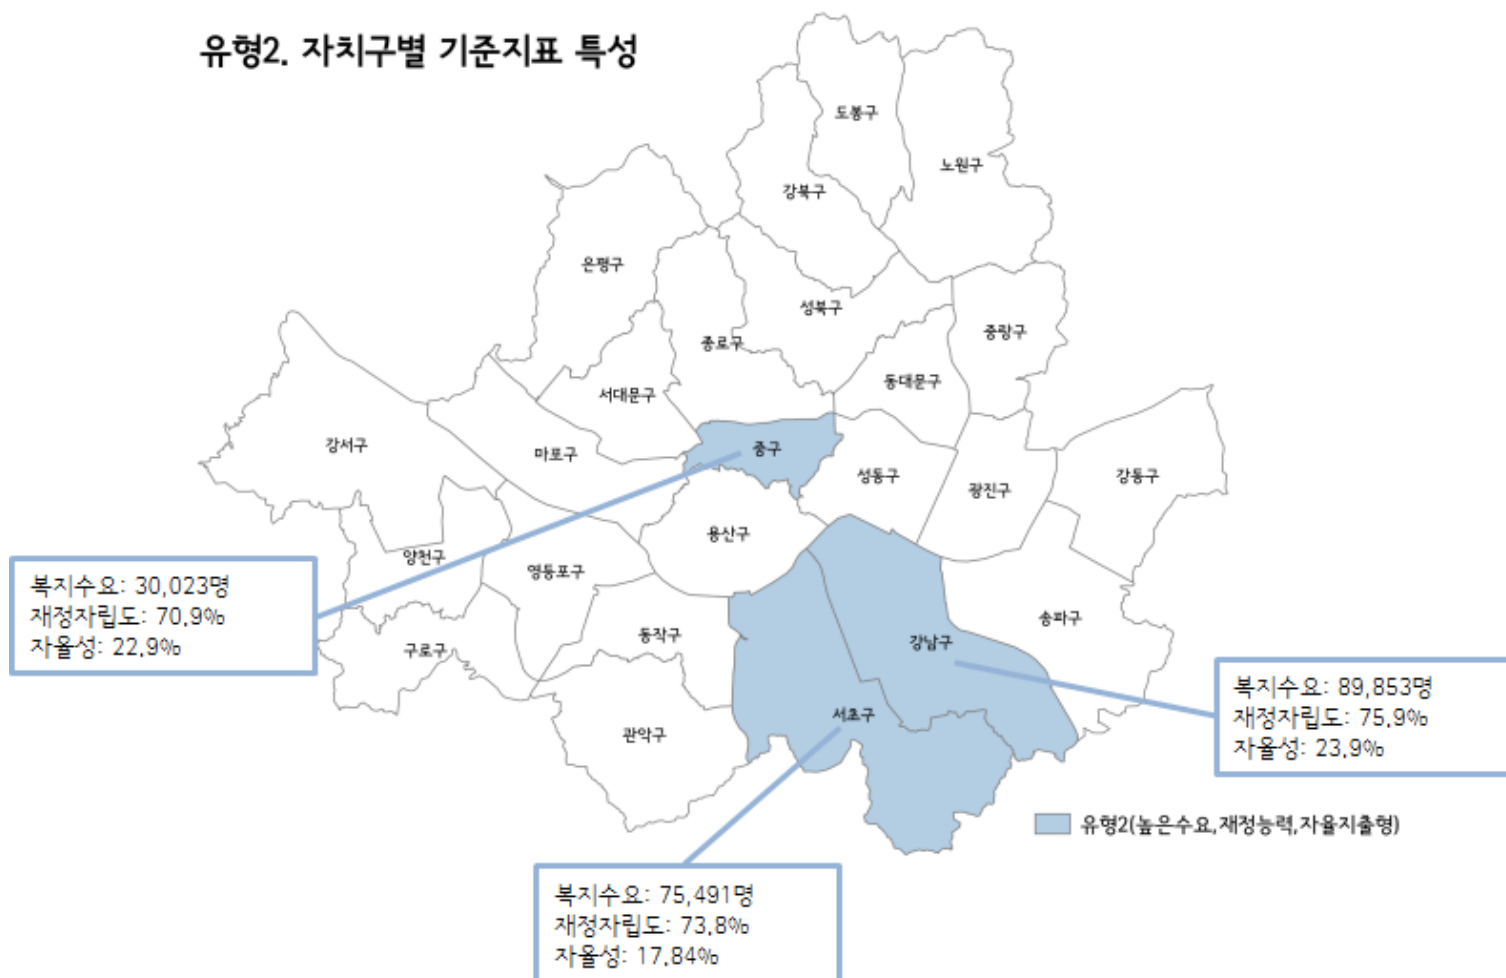 유형2. 자치구별 기준지표 특성
도봉구
노원구
강북구
은평구
성북구
중랑구
종로구
동대문구
서대문구
강서구
마포구
중구
성동구
광진구
강동구
용산구
양천구
영등포구
복지수요: 30,023명
재정자립도: 70.9%
자율성: 22.9%
동작구
송파구
강남구
구로구
복지수요: 89,853명
재정자립도: 75.9%
자율성: 23.9%
서초구
관악구
유형2(높은수요,재정능력,자율지출형)
복지수요: 75,491명
재정자립도: 73.8%
자율성: 17.84%